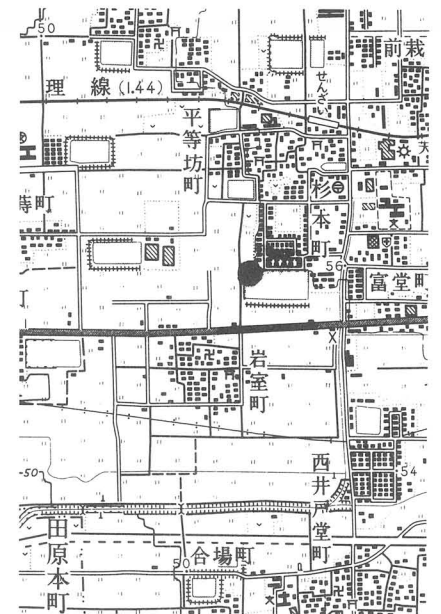 50
前栽
せんざい
理 線(1.44)
平等坊町
杉本町
町
56
富堂町
岩室町
西井戸堂町
50
54
田原本町
合場町
50